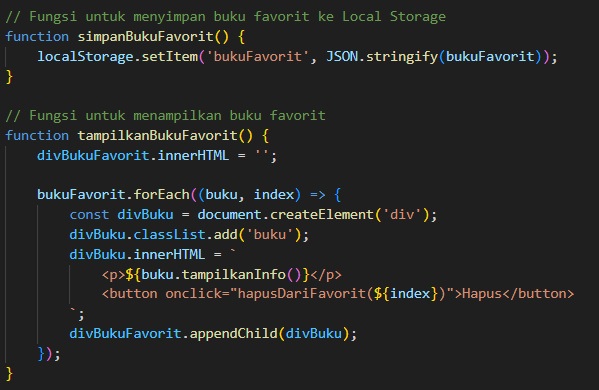 // Fungsi untuk menyimpan buku favorit ke Local Storage
function simpanBukuFavorit() {
    localStorage.setItem('bukuFavorit', JSON.stringify(bukuFavorit));
}

// Fungsi untuk menampilkan buku favorit
function tampilkanBukuFavorit() {
    divBukuFavorit.innerHTML = '';

    bukuFavorit.forEach((buku, index) => {
        const divBuku = document.createElement('div');
        divBuku.classList.add('buku');
        divBuku.innerHTML = `
            <p>${buku.tampilkanInfo()}</p>
            <button onclick="hapusDariFavorit(${index})">Hapus</button>
        `;
        divBukuFavorit.appendChild(divBuku);
    });
}